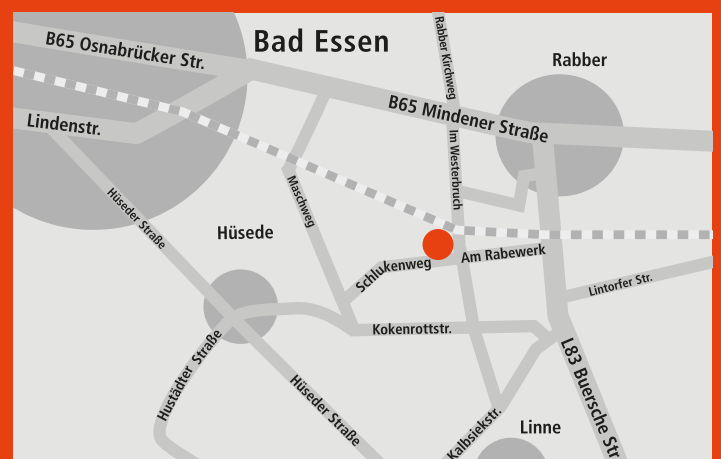 Bad Essen
B65 Osnabrücker Str.
Rabber Kirchweg
Rabber
B65 Mindener Straße
Lindenstr.
Im Westerbruch
Hüseder Straße
Maschweg
Hüsede
Schlukenweg
Am Rabewerk
Lintorfer Str.
Kokenrottstr.
Hustädter Straße
Hüseder Straße
L83 Buersche Str
Kalbsiekstr.
Linne